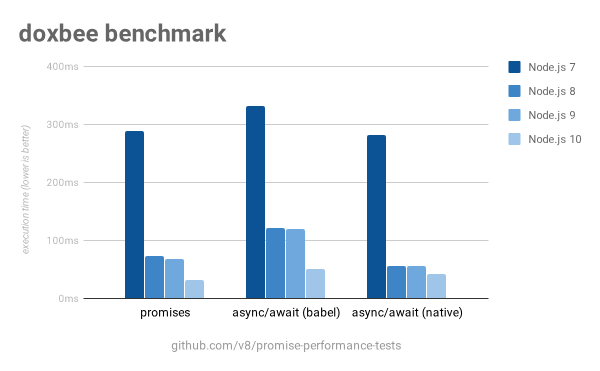 doxbee benchmark
400ms
300ms
200ms
100ms
0ms
execution time (lower is better)
promises
async/await (babel)
async/await (native)
Node.js 7
Node.js 8
Node.js 9
Node.js 10
github.com/v8/promise-performance-tests